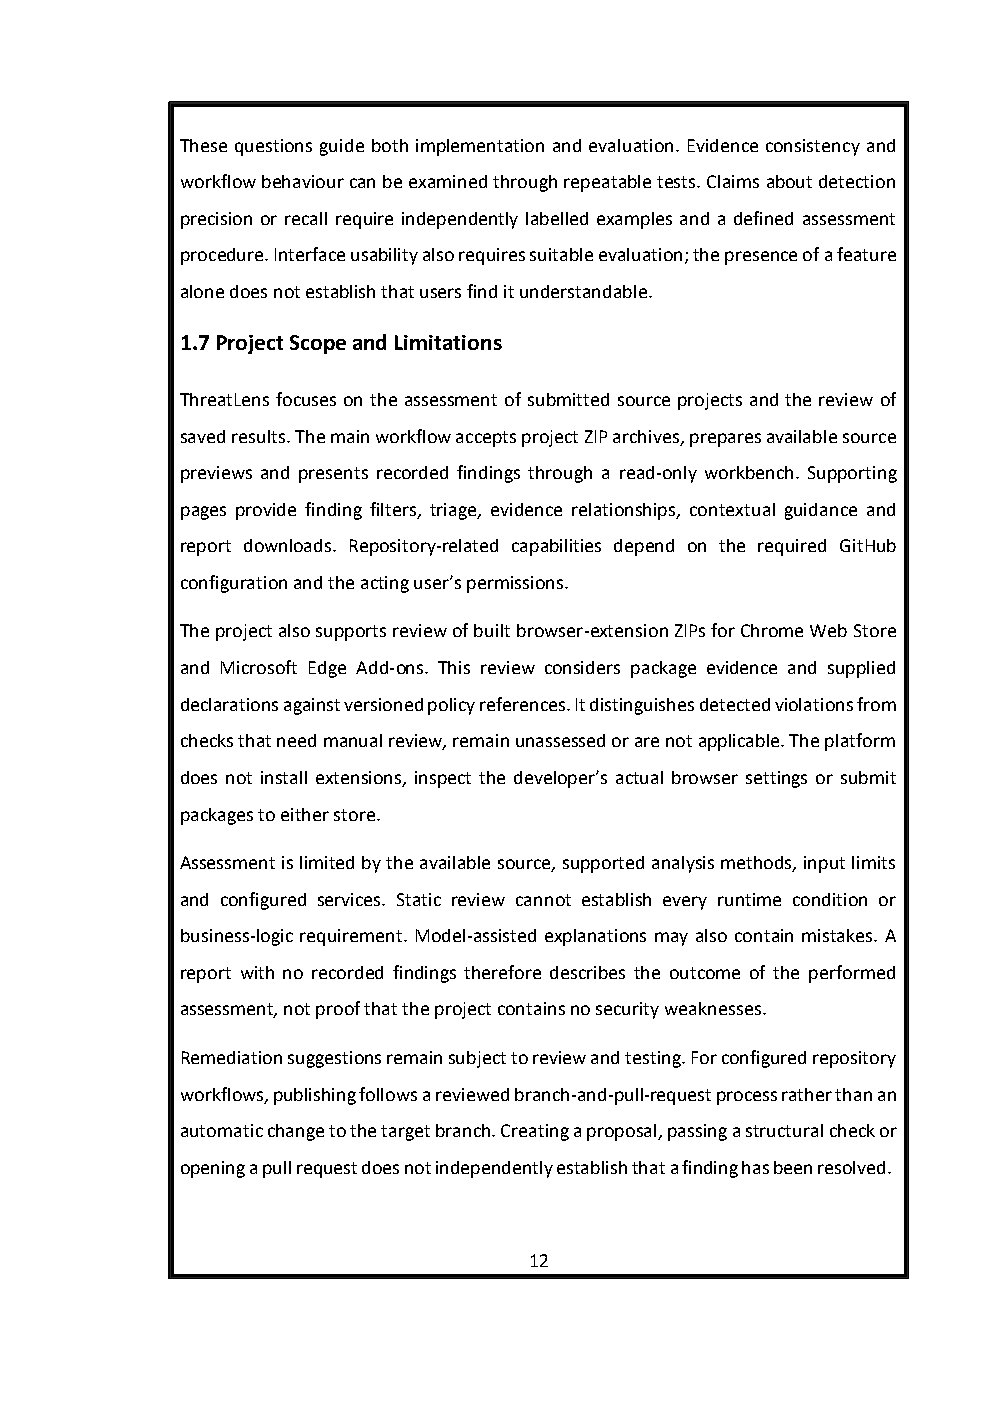 These questions guide both implementation and evaluation. Evidence consistency and
workflow behaviour can be examined through repeatable tests. Claims about detection
precision or recall require independently labelled examples and a defined assessment
procedure. Interface usability also requires suitable evaluation; the presence of a feature
alone does not establish that users find it understandable.
1.7 Project Scope and Limitations
ThreatLens focuses on the assessment of submitted source projects and the review of
saved results. The main workflow accepts project ZIP archives, prepares available source
previews and presents recorded findings through a read-only workbench. Supporting
pages provide finding filters, triage, evidence relationships, contextual guidance and
report downloads. Repository-related capabilities depend on the required GitHub
configuration and the acting user’s permissions.
The project also supports review of built browser-extension ZIPs for Chrome Web Store
and Microsoft Edge Add-ons. This review considers package evidence and supplied
declarations against versioned policy references. It distinguishes detected violations from
checks that need manual review, remain unassessed or are not applicable. The platform
does not install extensions, inspect the developer’s actual browser settings or submit
packages to either store.
Assessment is limited by the available source, supported analysis methods, input limits
and configured services. Static review cannot establish every runtime condition or
business-logic requirement. Model-assisted explanations may also contain mistakes. A
report with no recorded findings therefore describes the outcome of the performed
assessment, not proof that the project contains no security weaknesses.
Remediation suggestions remain subject to review and testing. For configured repository
workflows, publishing follows a reviewed branch-and-pull-request process rather than an
automatic change to the target branch. Creating a proposal, passing a structural check or
opening a pull request does not independently establish that a finding has been resolved.
12